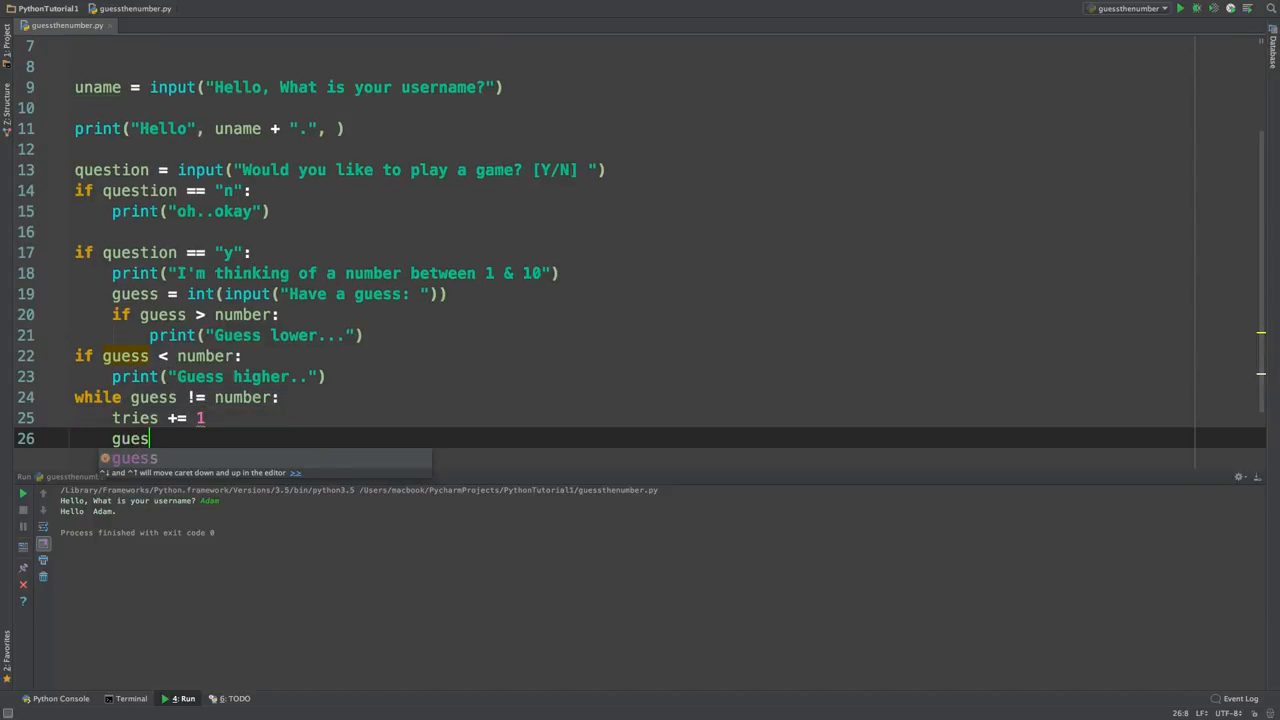 PythonTutorial1 guessthenumber.py guessthenumber
guessthenumber.py
1: Project
Z: Structure
2: Favorites
Database
7
8
9 uname = input("Hello, What is your username?")
10
11 print("Hello", uname + ".", )
12
13 question = input("Would you like to play a game? [Y/N] ")
14 if question == "n":
15 print("oh..okay")
16
17 if question == "y":
18 print("I'm thinking of a number between 1 & 10")
19 guess = int(input("Have a guess: "))
20 if guess > number:
21 print("Guess lower...")
22 if guess < number:
23 print("Guess higher..")
24 while guess != number:
25 tries += 1
26 gues
guess
^↓ and ^↑ will move caret down and up in the editor >>
Run guessthenumb
/Library/Frameworks/Python.framework/Versions/3.5/bin/python3.5 /Users/macbook/PycharmProjects/PythonTutorial1/guessthenumber.py
Hello, What is your username? Adam
Hello Adam.
Process finished with exit code 0
Python Console Terminal 4: Run 6: TODO Event Log
26:8 LF÷ UTF-8÷